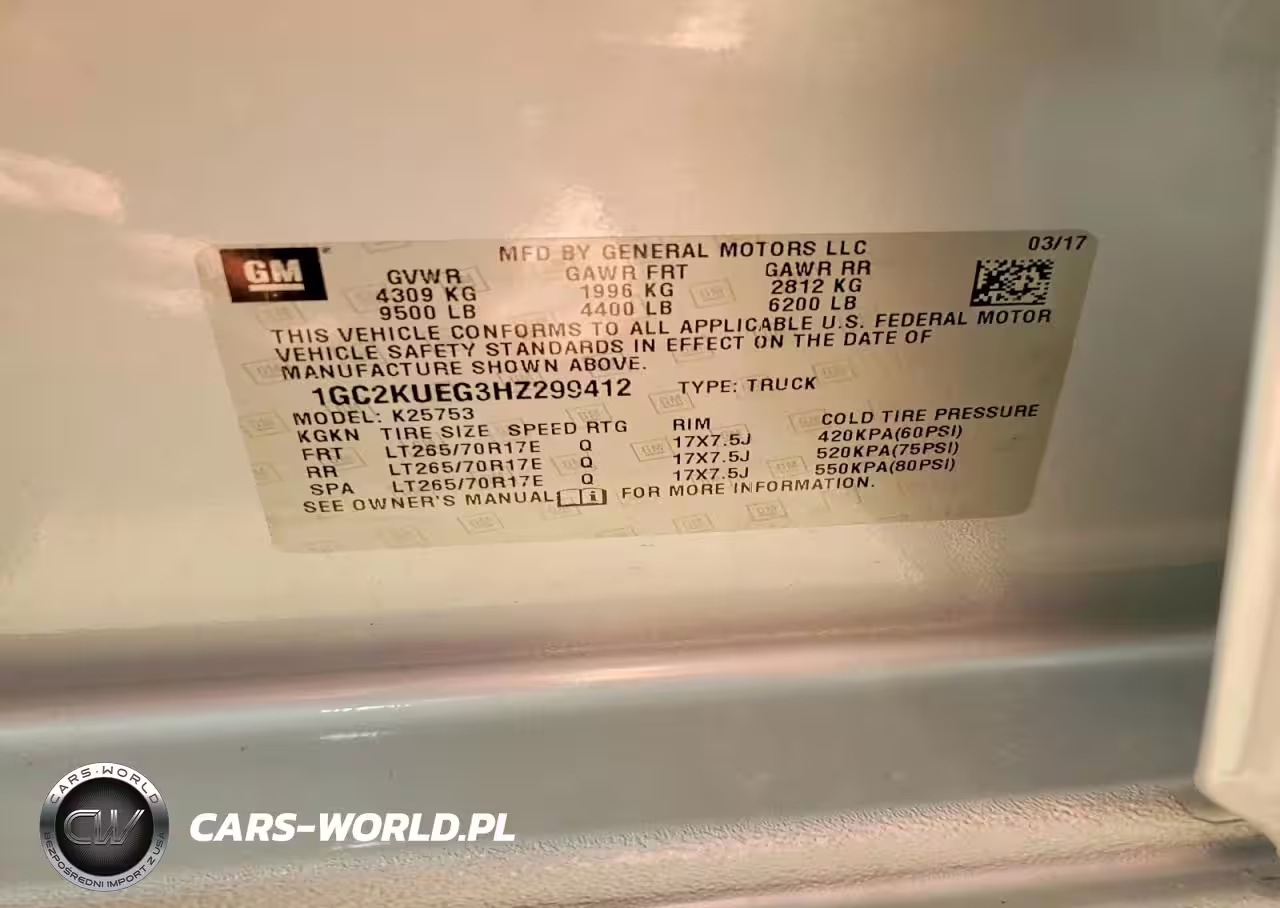 GM
MFD BY GENERAL MOTORS LLC 03/17
GVWR GAWR FRT GAWR RR
4309 KG 1996 KG 2812 KG
9500 LB 4400 LB 6200 LB
THIS VEHICLE CONFORMS TO ALL APPLICABLE U.S. FEDERAL MOTOR
VEHICLE SAFETY STANDARDS IN EFFECT ON THE DATE OF
MANUFACTURE SHOWN ABOVE.
1GC2KUEG3HZ299412 TYPE: TRUCK
MODEL: K25753
KGKN TIRE SIZE SPEED RTG RIM COLD TIRE PRESSURE
FRT LT265/70R17E Q 17X7.5J 420KPA(60PSI)
RR LT265/70R17E Q 17X7.5J 520KPA(75PSI)
SPA LT265/70R17E Q 17X7.5J 550KPA(80PSI)
SEE OWNER'S MANUAL i FOR MORE INFORMATION.
CARS-WORLD
CW
BEZPOŚREDNI IMPORT Z USA
CARS-WORLD.PL